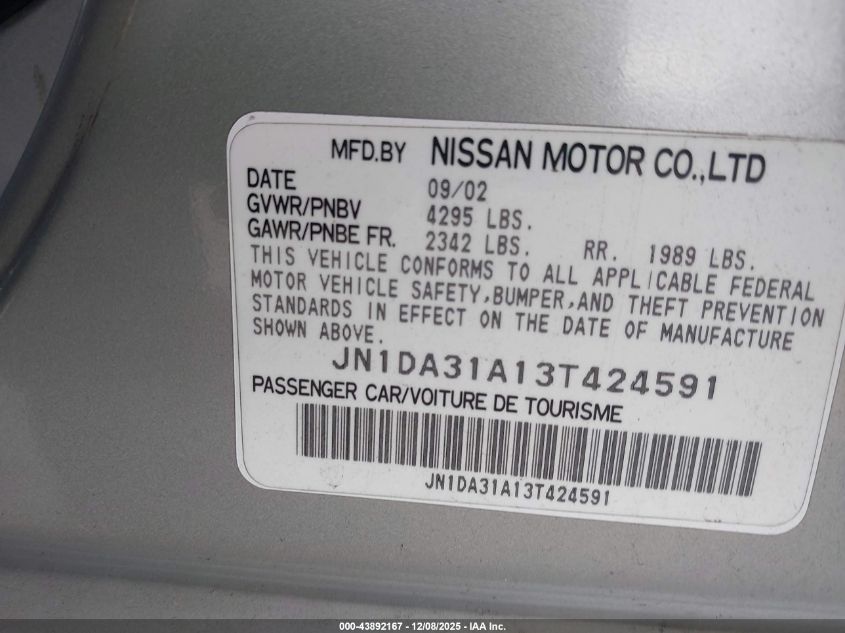 MFD.BY NISSAN MOTOR CO.,LTD
DATE 09/02
GVWR/PNBV 4295 LBS.
GAWR/PNBE FR. 2342 LBS. RR. 1989 LBS.
THIS VEHICLE CONFORMS TO ALL APPLICABLE FEDERAL
MOTOR VEHICLE SAFETY,BUMPER,AND THEFT PREVENTION
STANDARDS IN EFFECT ON THE DATE OF MANUFACTURE
SHOWN ABOVE.
JN1DA31A13T424591
PASSENGER CAR/VOITURE DE TOURISME
JN1DA31A13T424591
000-43892167 - 12/08/2025 - IAA Inc.